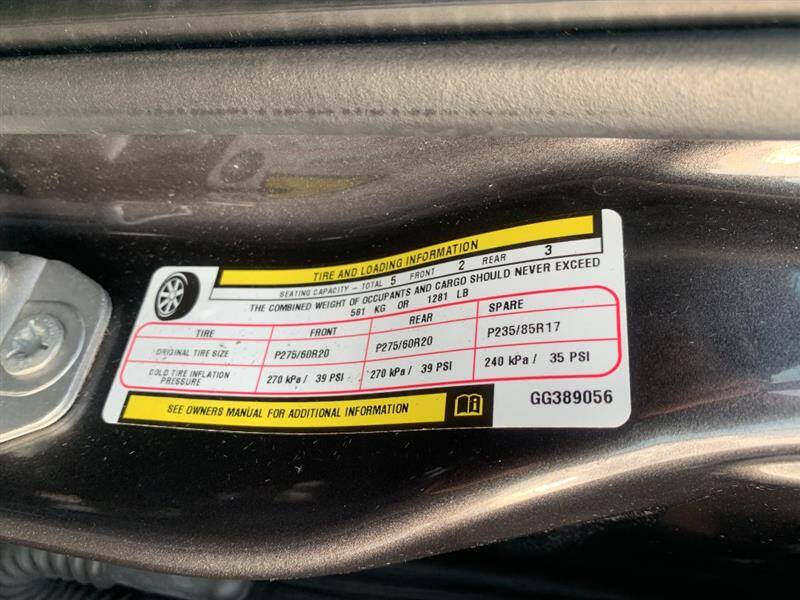 TIRE AND LOADING INFORMATION
SEATING CAPACITY - TOTAL 5 FRONT 2 REAR 3
THE COMBINED WEIGHT OF OCCUPANTS AND CARGO SHOULD NEVER EXCEED
581 KG OR 1281 LB
TIRE FRONT REAR SPARE
ORIGINAL TIRE SIZE P275/60R20 P275/60R20 P235/85R17
COLD TIRE INFLATION PRESSURE 270 kPa / 39 PSI 270 kPa / 39 PSI 240 kPa / 35 PSI
SEE OWNERS MANUAL FOR ADDITIONAL INFORMATION i GG389056